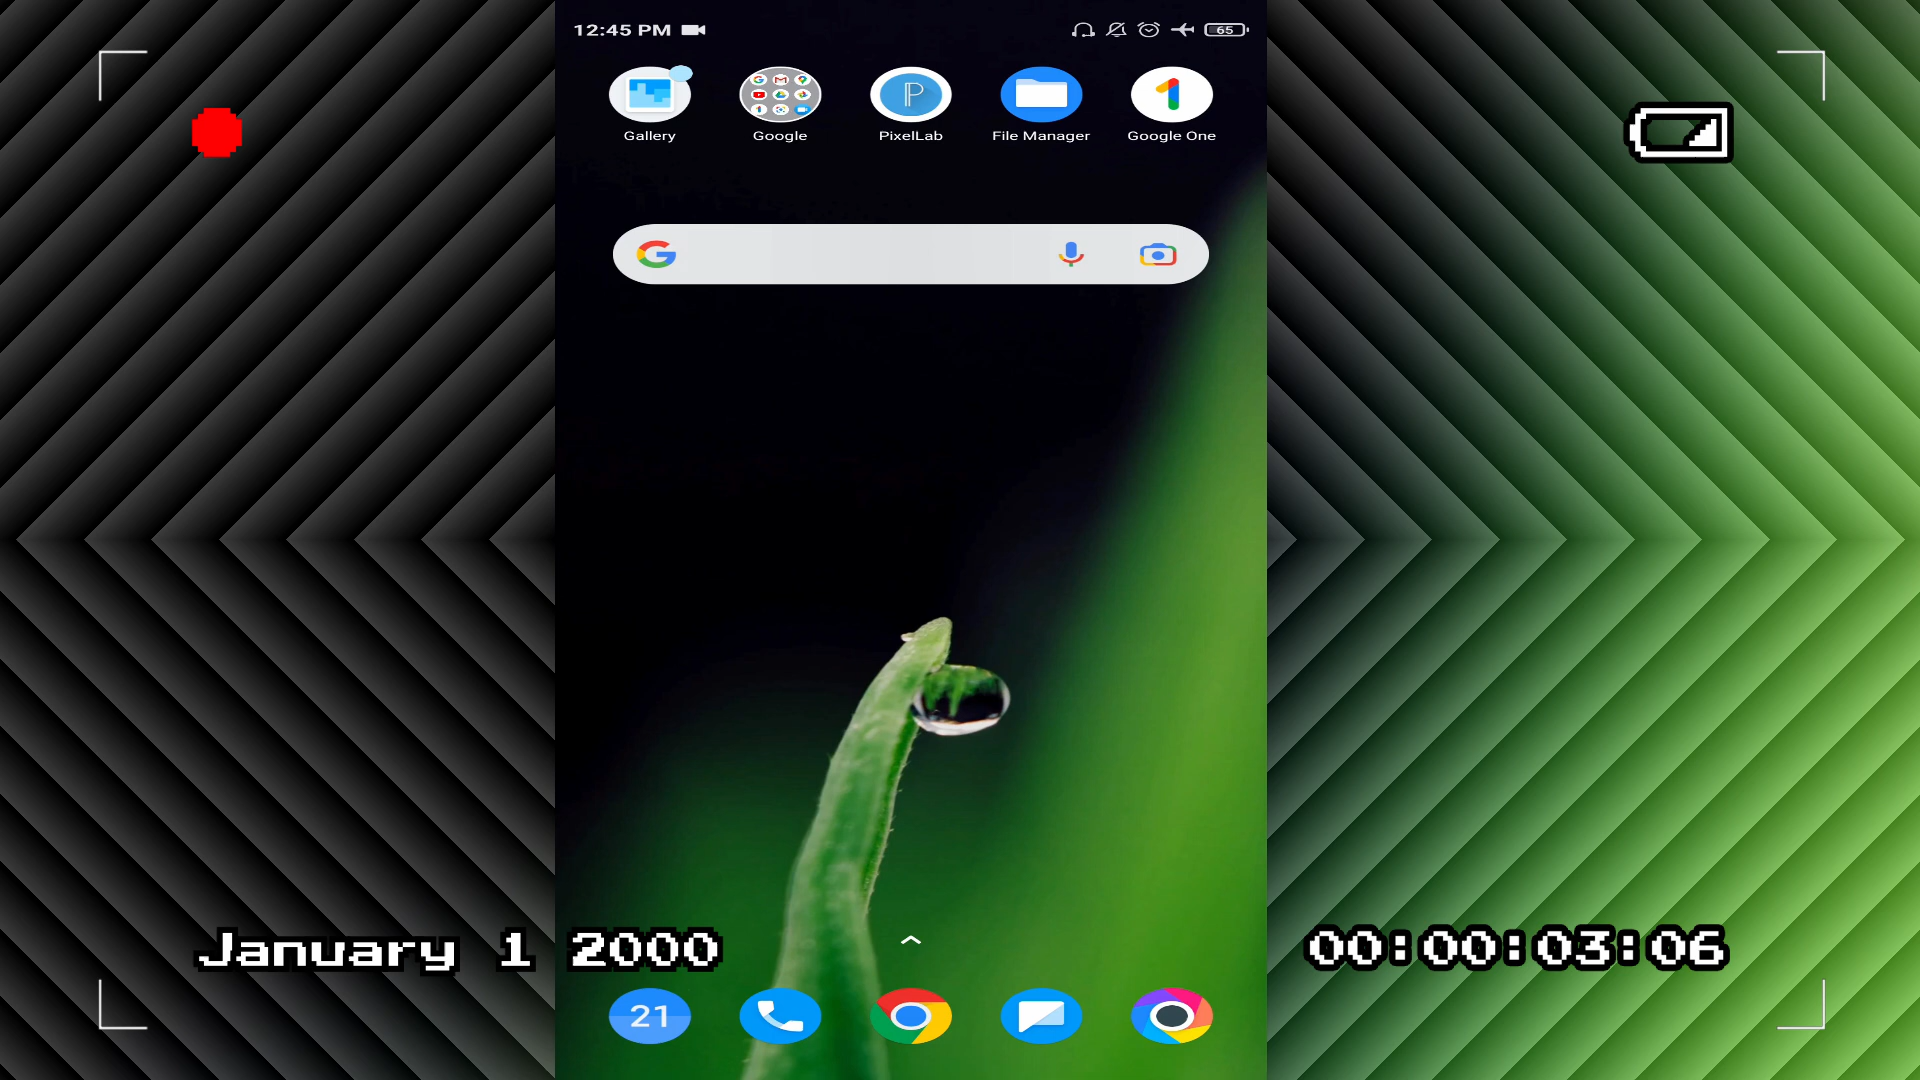 12:45 PM
65
Gallery
Google
PixelLab
File Manager
Google One
January 1 2000
00:00:03:06
21